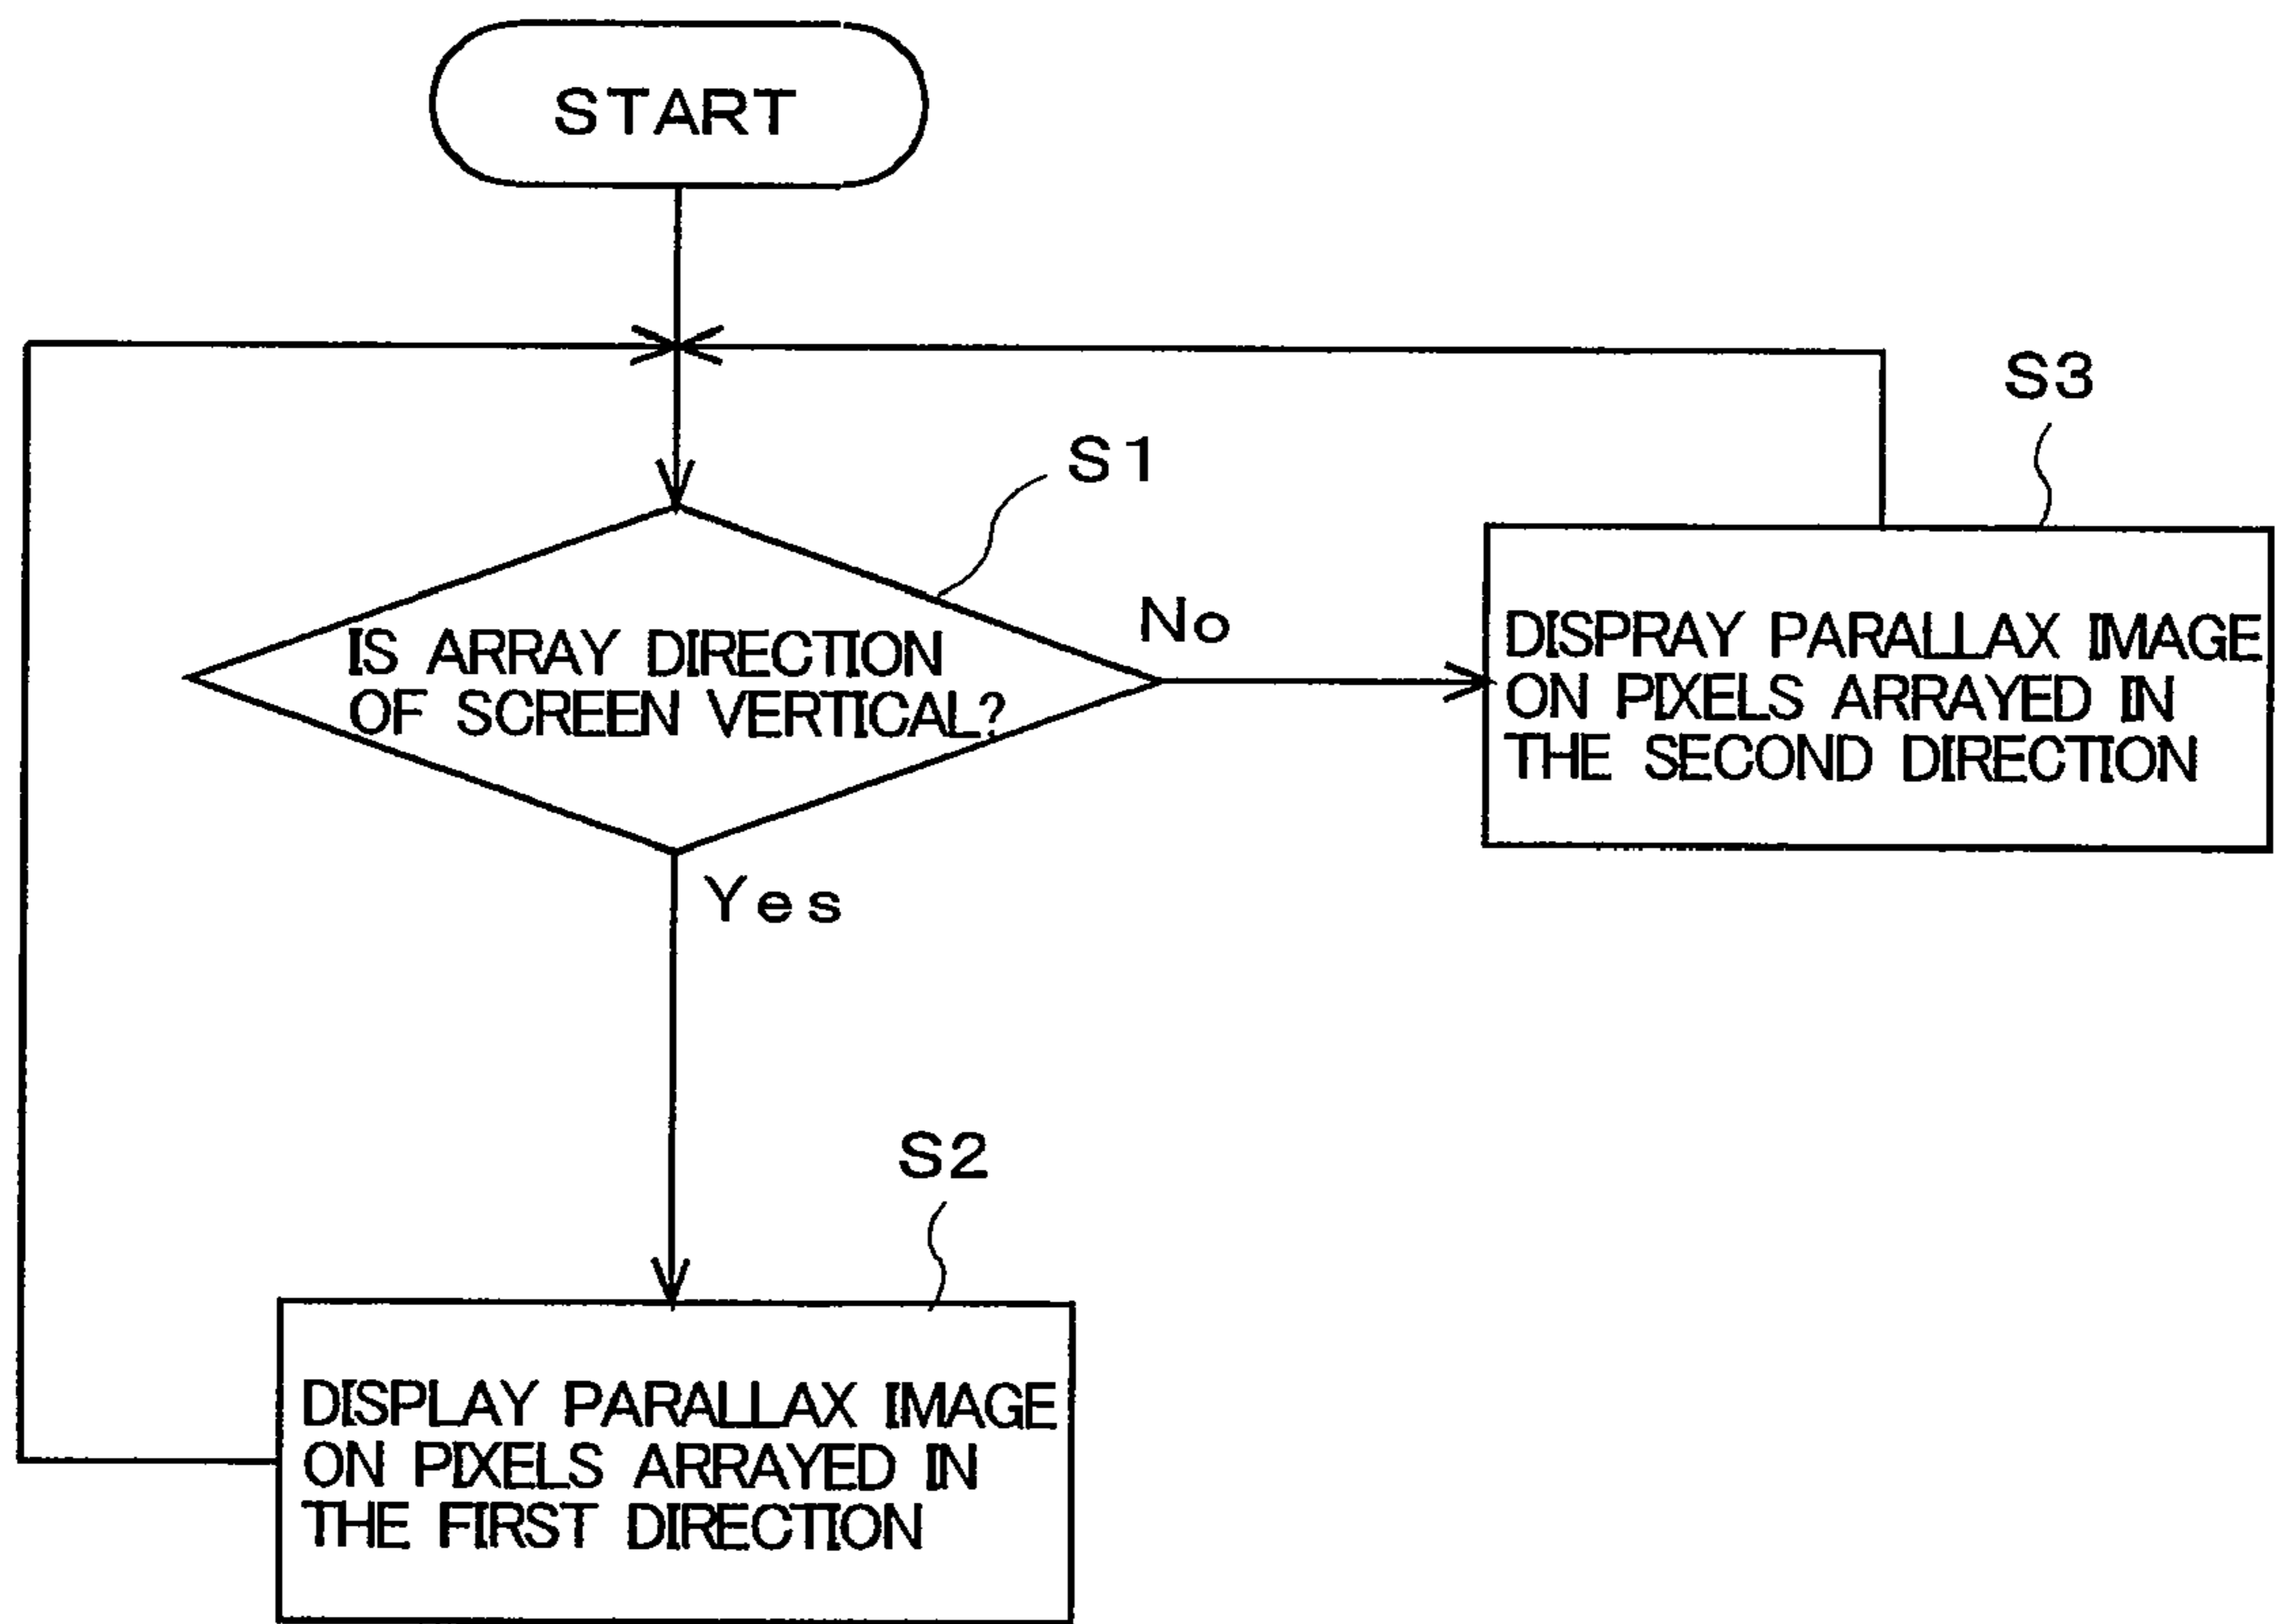 START
S1
IS ARRAY DIRECTION
OF SCREEN VERTICAL?
No
S3
DISPRAY PARALLAX IMAGE
ON PIXELS ARRAYED IN
THE SECOND DIRECTION
Yes
S2
DISPLAY PARALLAX IMAGE
ON PIXELS ARRAYED IN
THE FIRST DIRECTION